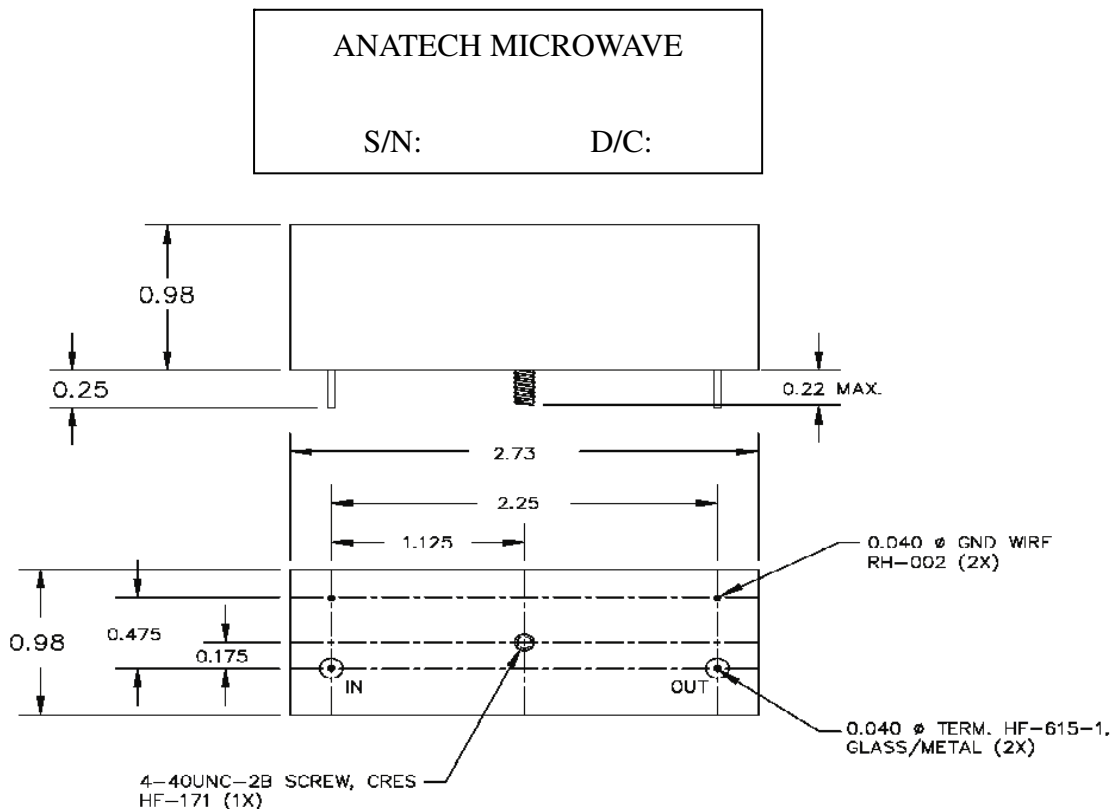 ANATECH MICROWAVE
S/N: D/C:
0.98
0.25
0.22 MAX.
2.73
2.25
1.125
0.040 ø GND WIRE
RH-002 (2X)
0.98
0.475
0.175
IN
OUT
0.040 ø TERM. HF-615-1,
GLASS/METAL (2X)
4-40UNC-2B SCREW, CRES
HF-171 (1X)